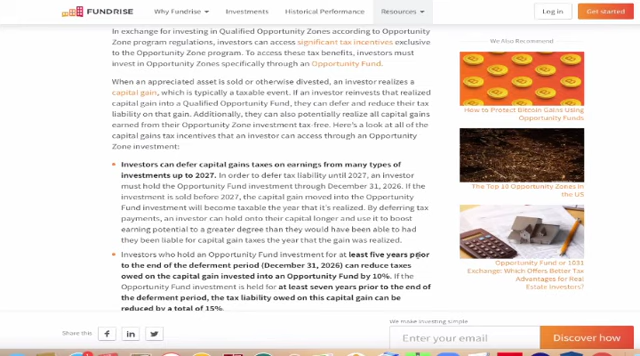 FUNDRISE
Why Fundrise
Investments
Historical Performance
Resources
Log in
Get started
In exchange for investing in Qualified Opportunity Zones according to Opportunity
Zone program regulations, investors can access significant tax incentives exclusive
to the Opportunity Zone program. To access these tax benefits, investors must
invest in Opportunity Zones specifically through an Opportunity Fund.
When an appreciated asset is sold or otherwise divested, an investor realizes a
capital gain, which is typically a taxable event. If an investor reinvests that realized
capital gain into a Qualified Opportunity Fund, they can defer and reduce their tax
liability on that gain. Additionally, they can also potentially realize all capital gains
earned from their Opportunity Zone investment tax-free. Here's a look at all of the
capital gains tax incentives that an investor can access through an Opportunity
Zone investment:
Investors can defer capital gains taxes on earnings from many types of
investments up to 2027. In order to defer tax liability until 2027, an investor
must hold the Opportunity Fund investment through December 31, 2026. If the
investment is sold before 2027, the capital gain moved into the Opportunity
Fund investment will become taxable the year that it's realized. By deferring tax
payments, an investor can hold onto their capital longer and use it to boost
earning potential to a greater degree than they would have been able to had
they been liable for capital gain taxes the year that the gain was realized.
Investors who hold an Opportunity Fund investment for at least five years prior
to the end of the deferment period (December 31, 2026) can reduce taxes
owed on the capital gain invested into an Opportunity Fund by 10%. If the
Opportunity Fund investment is held for at least seven years prior to the end of
the deferment period, the tax liability owed on this capital gain can be
reduced by a total of 15%.
We Also Recommend
How to Protect Bitcoin Gains Using
Opportunity Funds
The Top 10 Opportunity Zones in
the US
Opportunity Fund or 1031
Exchange: Which Offers Better Tax
Advantages for Real
Estate Investors?
Share this
We make investing simple
Enter your email
Discover how